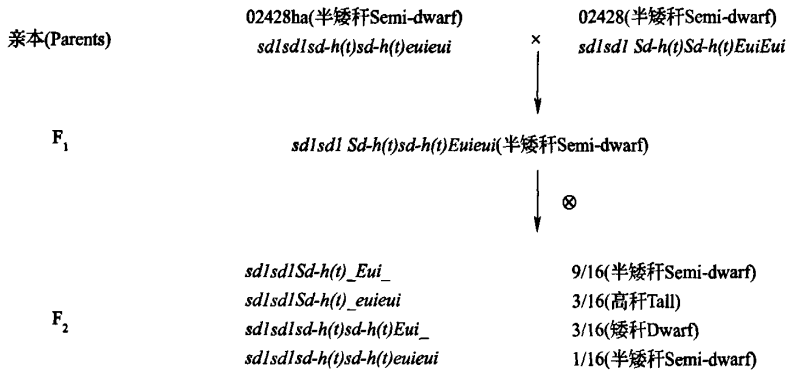 02428ha(半矮秆Semi-dwarf) 02428(半矮秆Semi-dwarf)
亲本(Parents) ×
sd1sd1sd-h(t)sd-h(t)euieui sd1sd1 Sd-h(t)Sd-h(t)EuiEui
F1 sd1sd1 Sd-h(t)sd-h(t)Euieui(半矮秆Semi-dwarf)
⊗
sd1sd1Sd-h(t)_Eui_ 9/16(半矮秆Semi-dwarf)
sd1sd1Sd-h(t)_euieui 3/16(高秆Tall)
F2
sd1sd1sd-h(t)sd-h(t)Eui_ 3/16(矮秆Dwarf)
sd1sd1sd-h(t)sd-h(t)euieui 1/16(半矮秆Semi-dwarf)